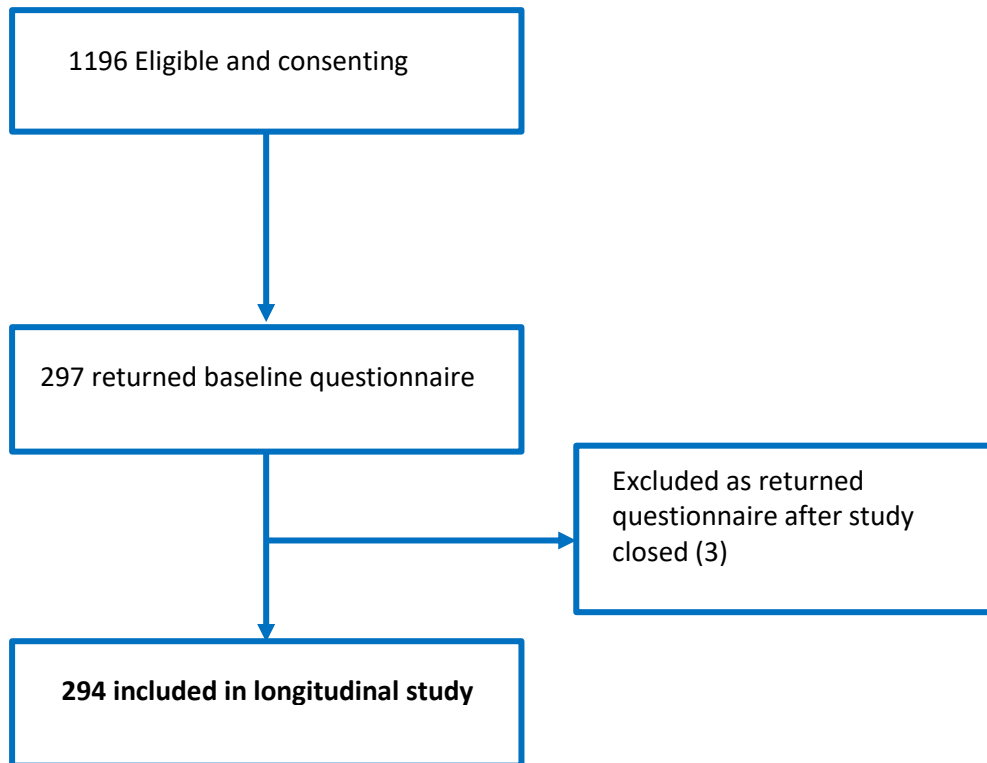 1196 Eligible and consenting
297 returned baseline questionnaire
Excluded as returned
questionnaire after study
closed (3)
294 included in longitudinal study